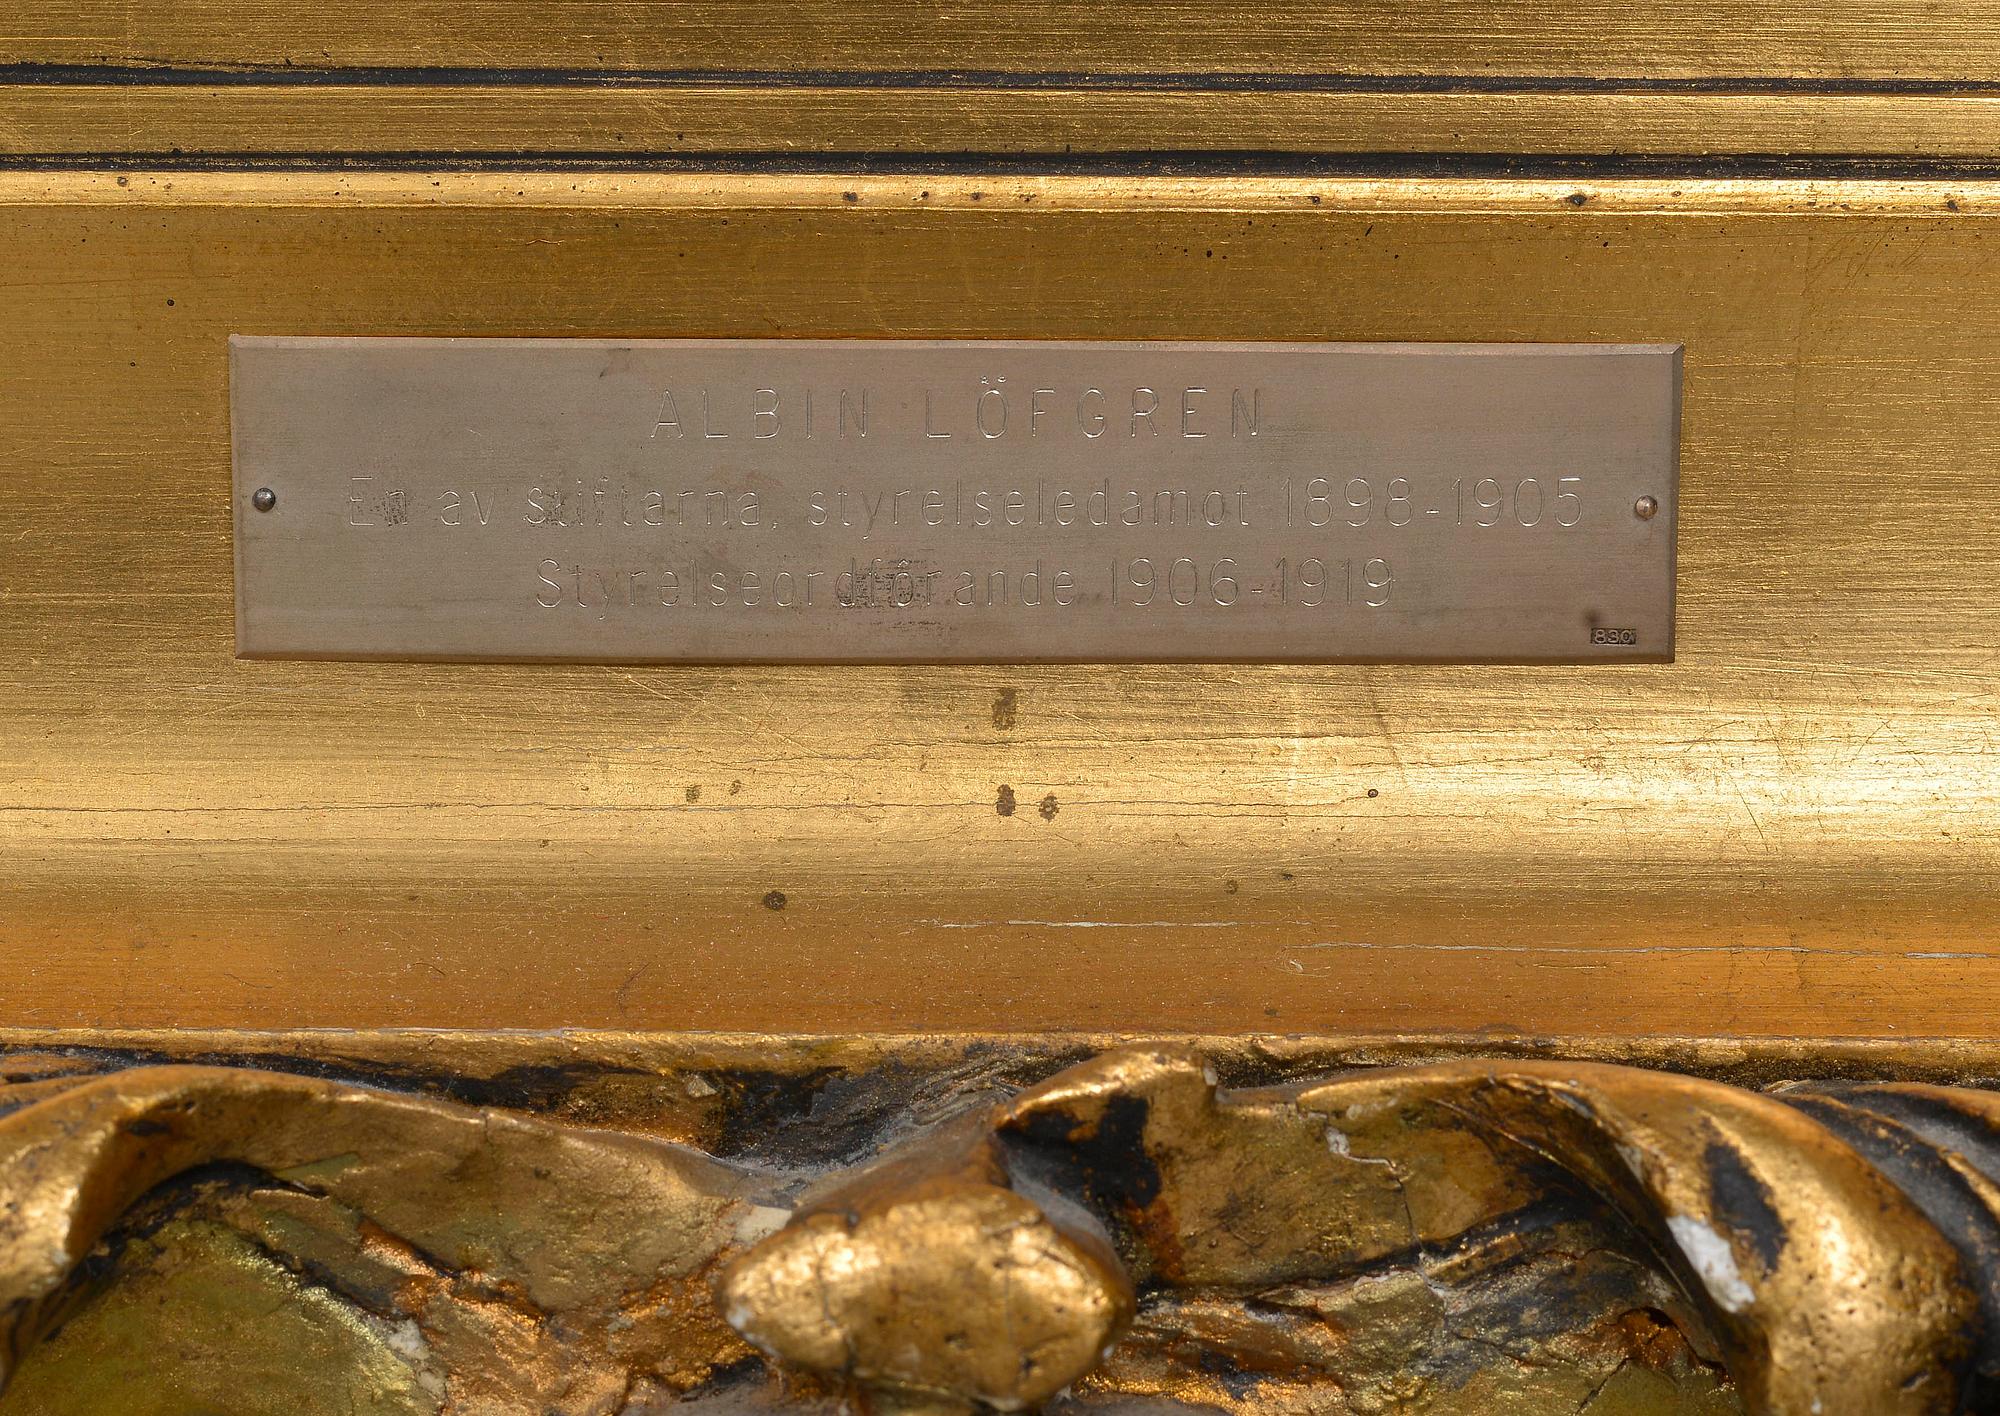 ALBIN LÖFGREN
En av stiftarna, styrelseledamot 1898-1905
Styrelseordförande 1906-1919
830